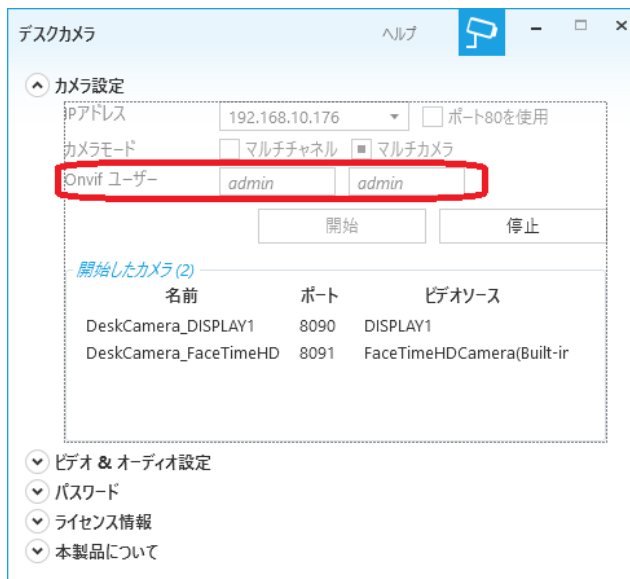 デスクカメラ ヘルプ
カメラ設定
IPアドレス 192.168.10.176 ポート80を使用
カメラモード マルチチャネル マルチカメラ
Onvif ユーザー admin admin
開始 停止
開始したカメラ (2)
名前 ポート ビデオソース
DeskCamera_DISPLAY1 8090 DISPLAY1
DeskCamera_FaceTimeHD 8091 FaceTimeHDCamera(Built-ir
ビデオ & オーディオ設定
パスワード
ライセンス情報
本製品について